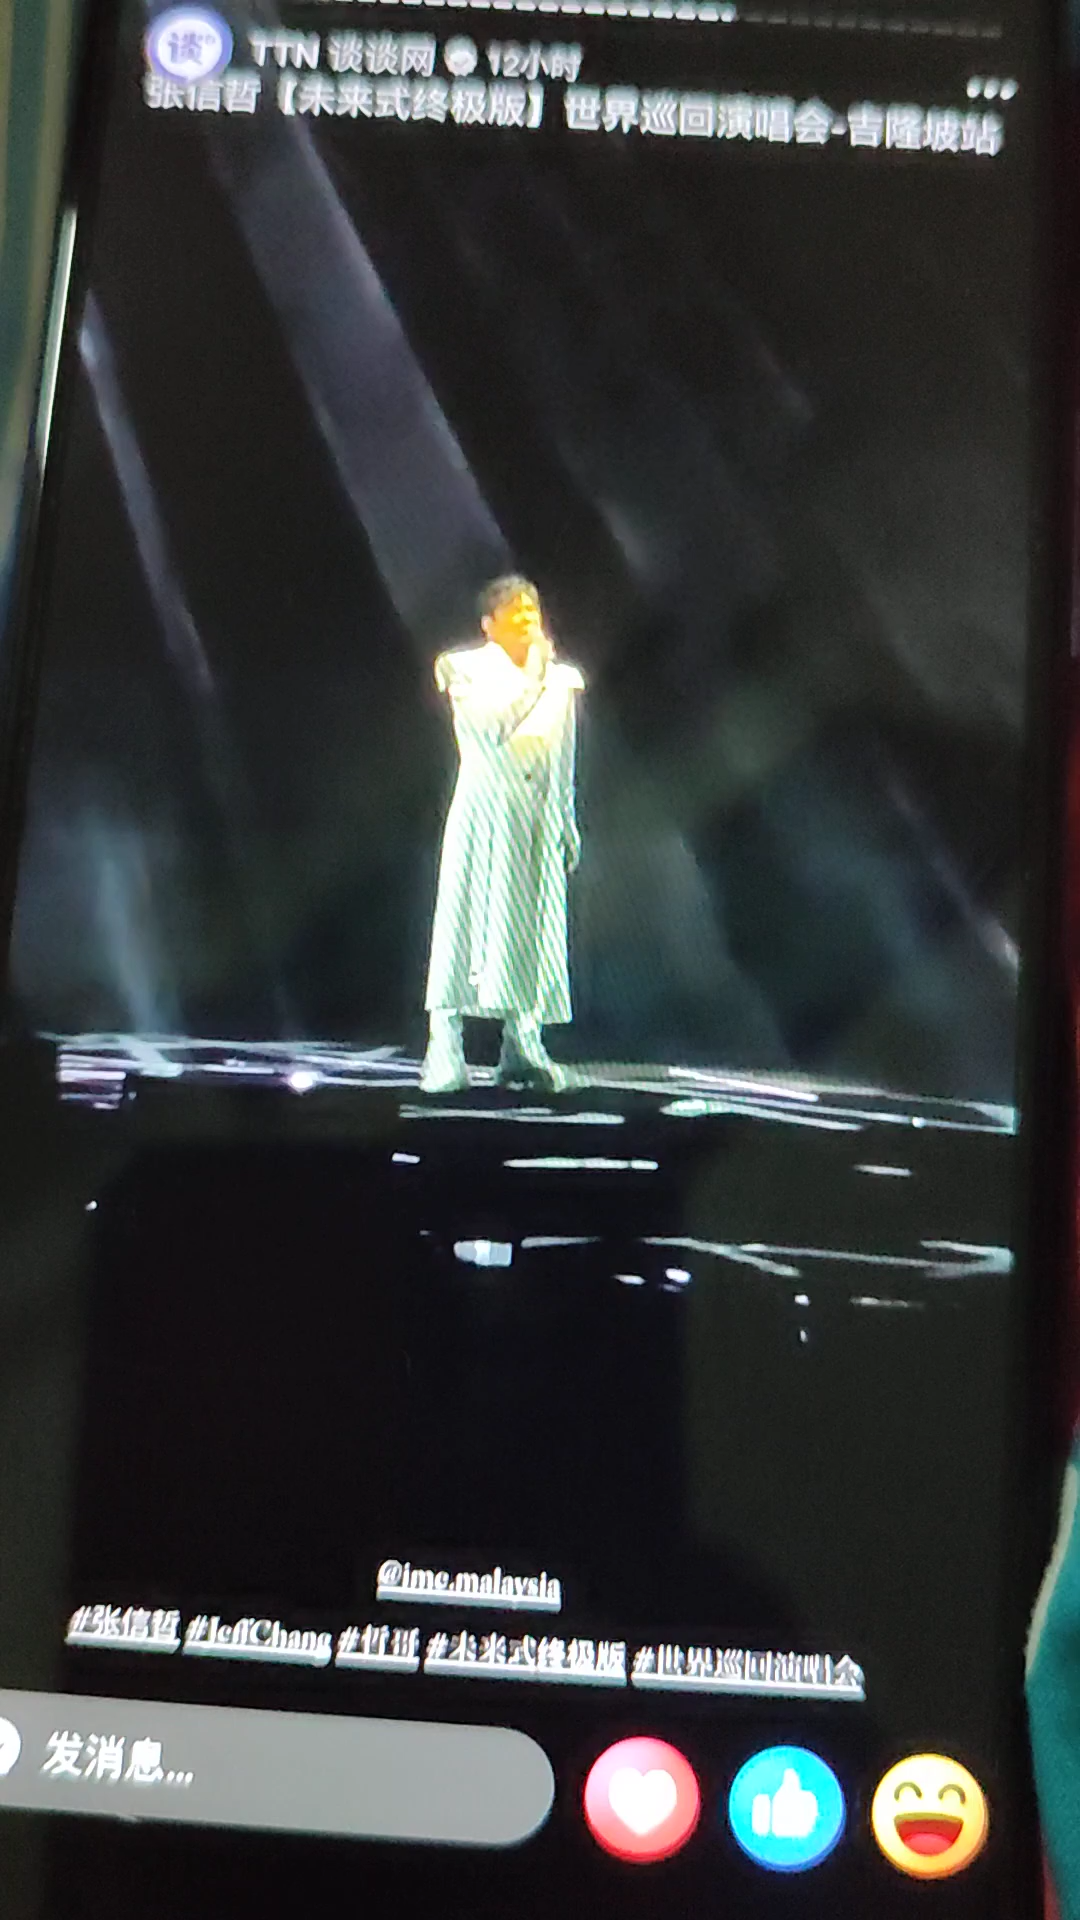 谈
TTN 谈谈网 12小时
张信哲【未来式终极版】世界巡回演唱会-吉隆坡站
@imc.malaysia
#张信哲 #JeffChang #哲哥 #未来式终极版 #世界巡回演唱会
发消息...